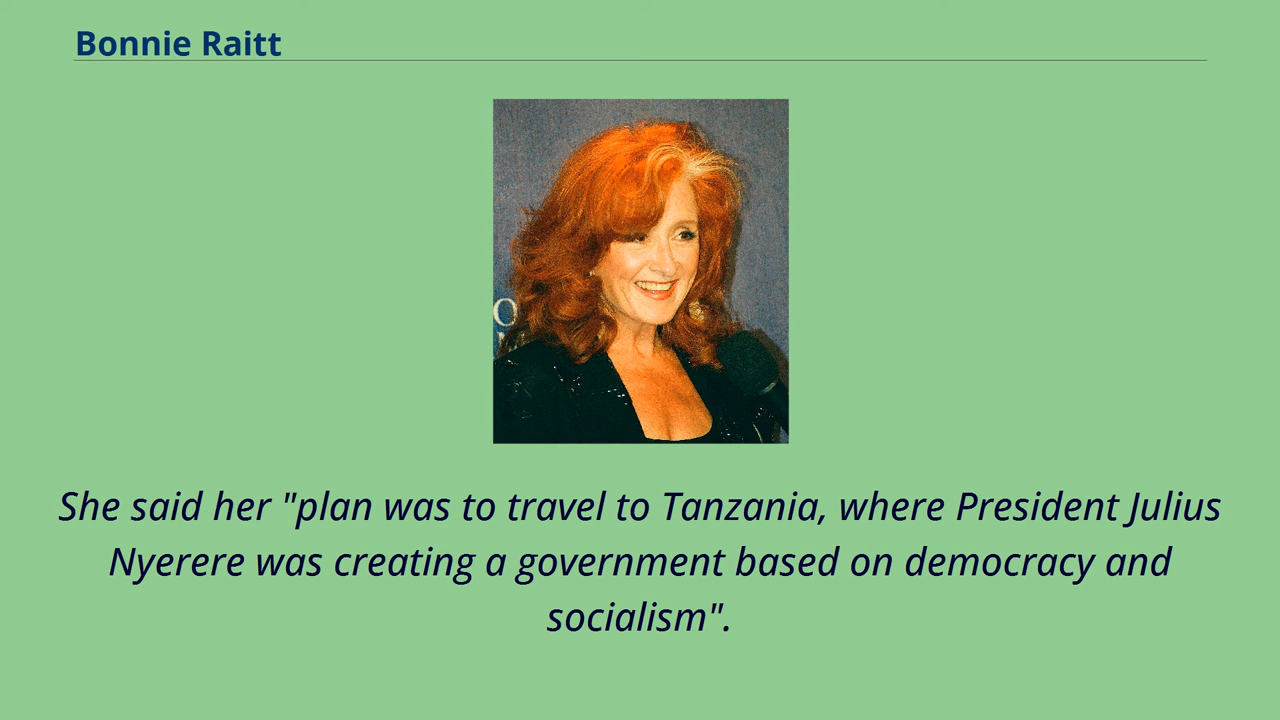 Bonnie Raitt
She said her "plan was to travel to Tanzania, where President Julius
Nyerere was creating a government based on democracy and
socialism".